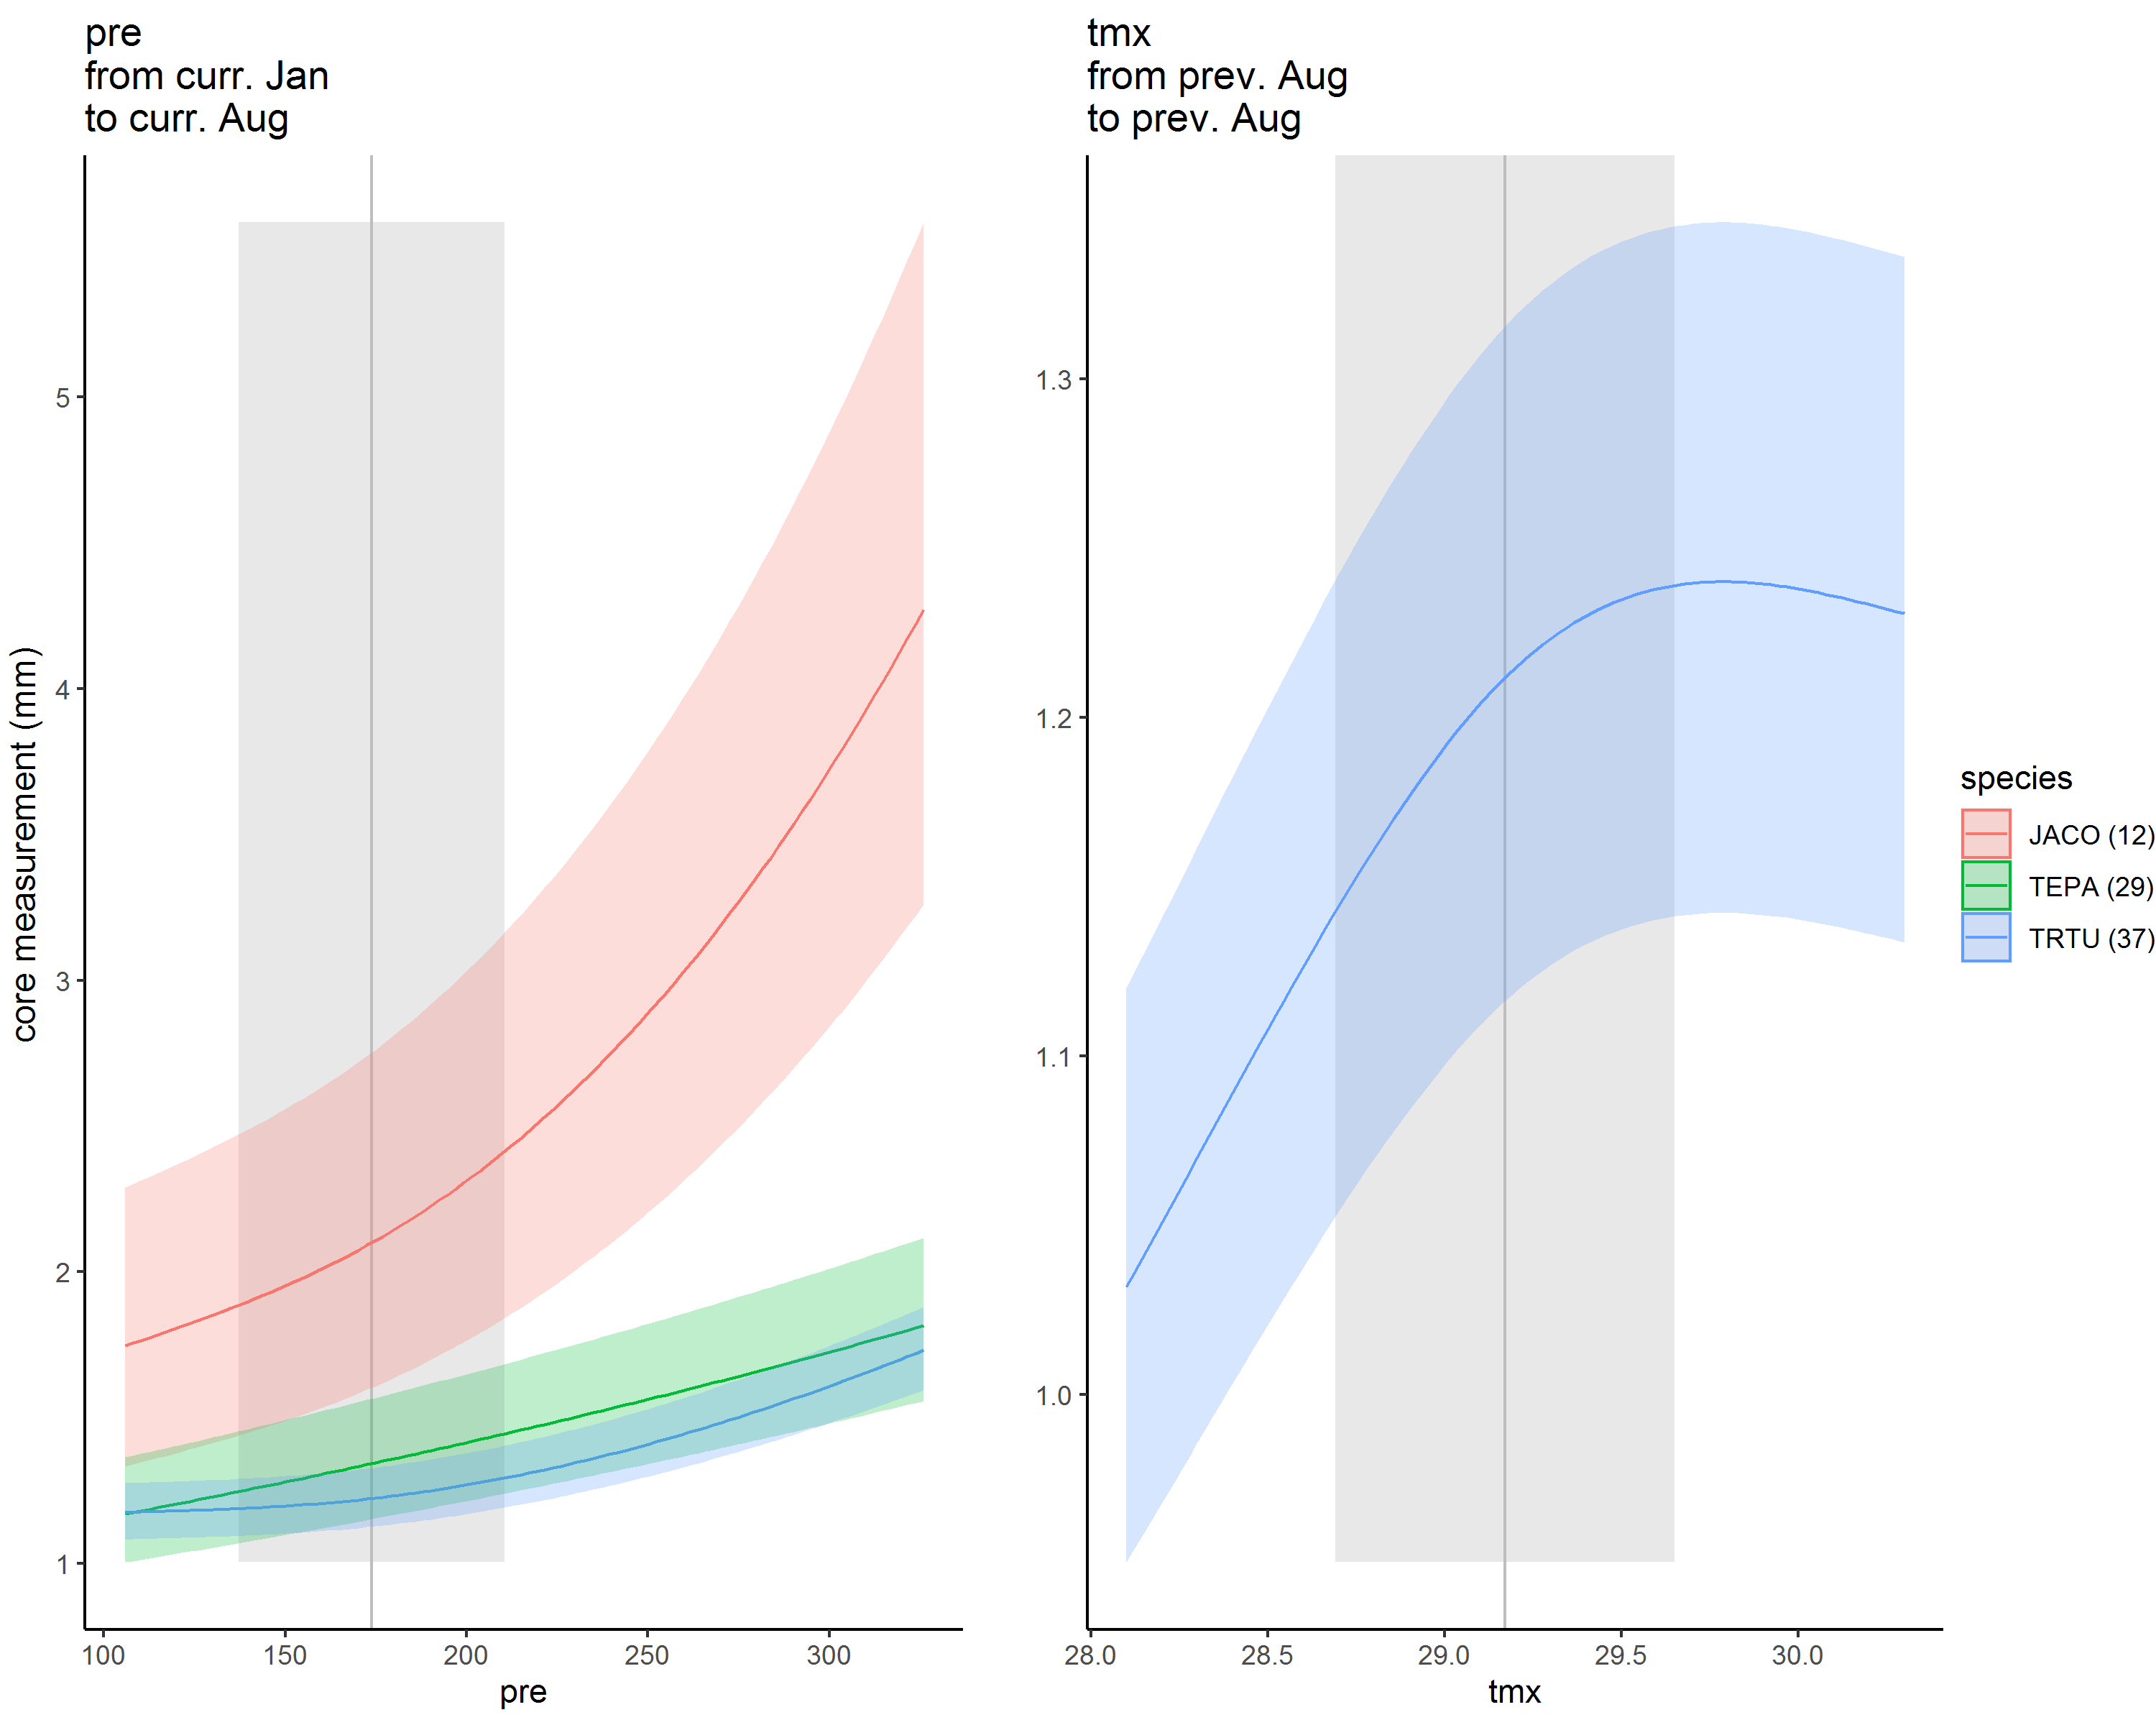 pre
from curr. Jan
to curr. Aug
tmx
from prev. Aug
to prev. Aug
core measurement (mm)
5
4
3
2
1
100 150 200 250 300
pre
1.3
1.2
1.1
1.0
28.0 28.5 29.0 29.5 30.0
tmx
species
JACO (12)
TEPA (29)
TRTU (37)